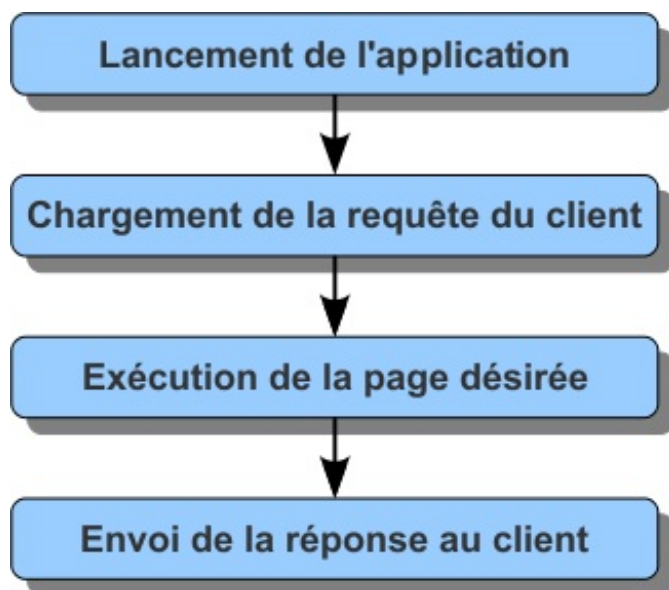 Lancement de l'application
Chargement de la requête du client
Exécution de la page désirée
Envoi de la réponse au client